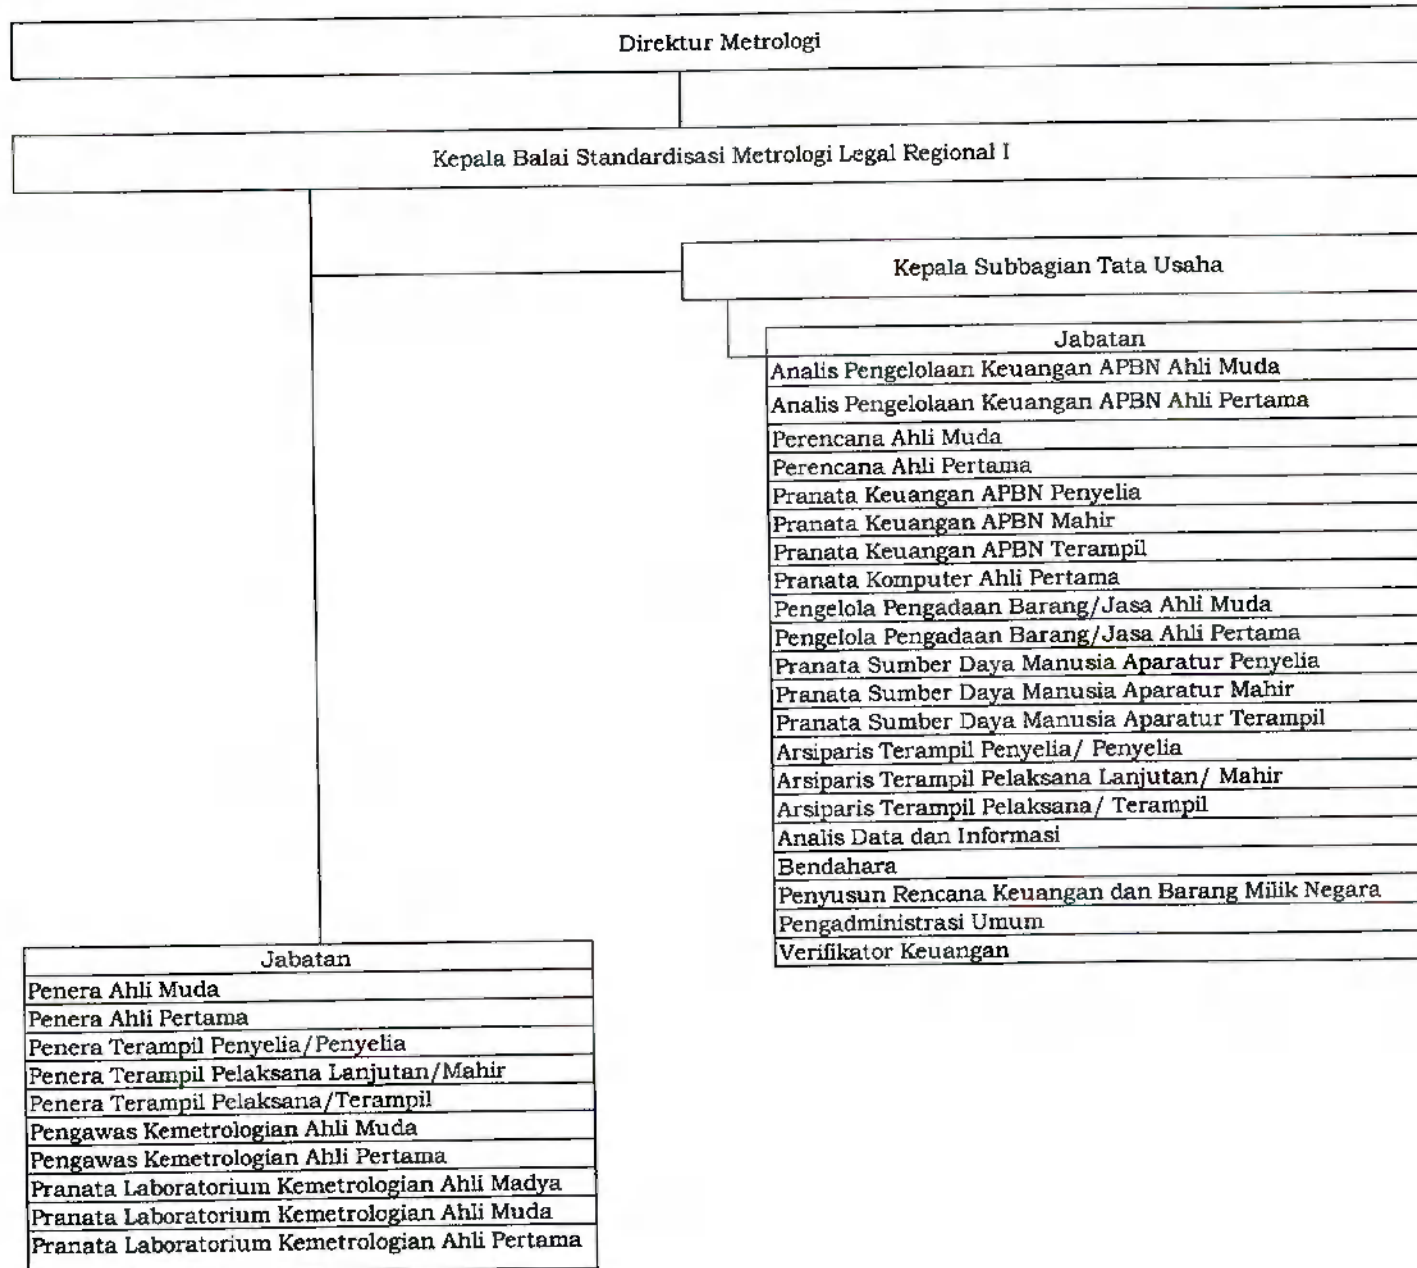 Direktur Metrologi
Kepala Balai Standardisasi Metrologi Legal Regional I
Kepala Subbagian Tata Usaha
Jabatan
Analis Pengelolaan Keuangan APBN Ahli Muda
Analis Pengelolaan Keuangan APBN Ahli Pertama
Perencana Ahli Muda
Perencana Ahli Pertama
Pranata Keuangan APBN Penyelia
Pranata Keuangan APBN Mahir
Pranata Keuangan APBN Terampil
Pranata Komputer Ahli Pertama
Pengelola Pengadaan Barang/Jasa Ahli Muda
Pengelola Pengadaan Barang/Jasa Ahli Pertama
Pranata Sumber Daya Manusia Aparatur Penyelia
Pranata Sumber Daya Manusia Aparatur Mahir
Pranata Sumber Daya Manusia Aparatur Terampil
Arsiparis Terampil Penyelia/ Penyelia
Arsiparis Terampil Pelaksana Lanjutan/ Mahir
Arsiparis Terampil Pelaksana/ Terampil
Analis Data dan Informasi
Bendahara
Penyusun Rencana Keuangan dan Barang Milik Negara
Pengadministrasi Umum
Verifikator Keuangan
Jabatan
Penera Ahli Muda
Penera Ahli Pertama
Penera Terampil Penyelia/Penyelia
Penera Terampil Pelaksana Lanjutan/Mahir
Penera Terampil Pelaksana/Terampil
Pengawas Kemetrologian Ahli Muda
Pengawas Kemetrologian Ahli Pertama
Pranata Laboratorium Kemetrologian Ahli Madya
Pranata Laboratorium Kemetrologian Ahli Muda
Pranata Laboratorium Kemetrologian Ahli Pertama